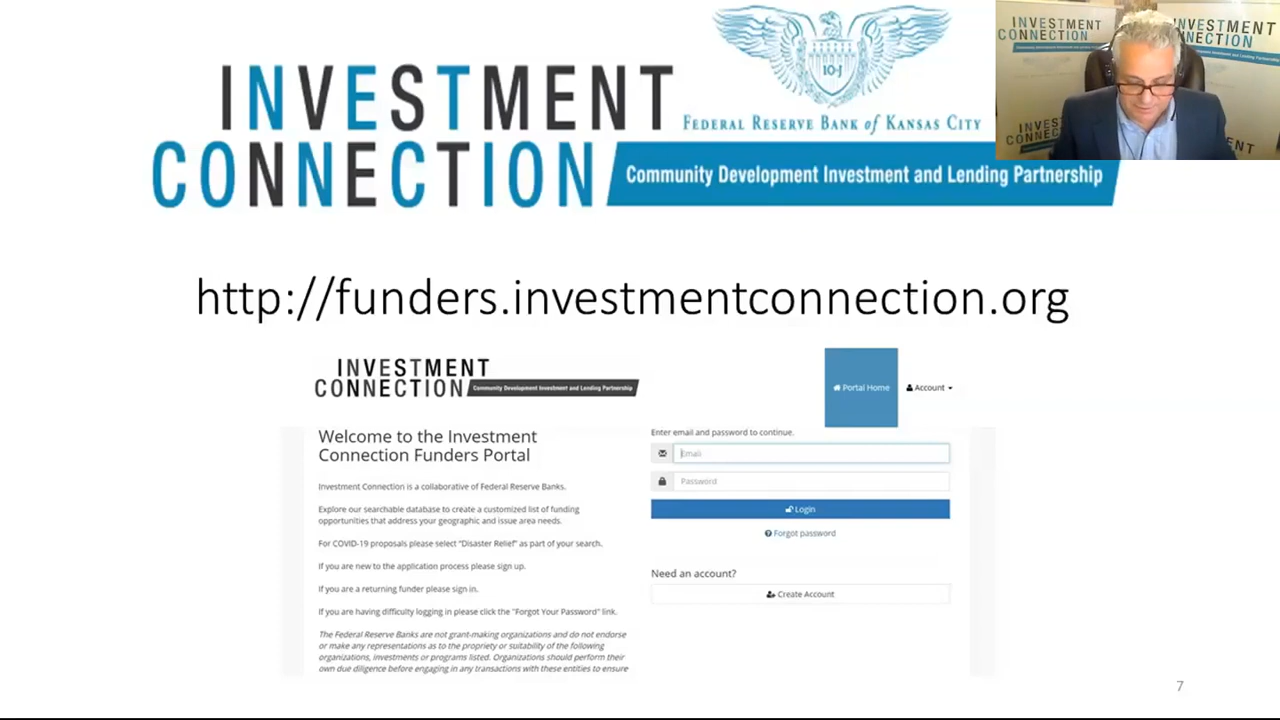 INVESTMENT
CONNECTION
Community Development Investment and Lending Partnership
10-J
FEDERAL RESERVE BANK of KANSAS CITY
INVESTMENT
CONNECTION
INVESTMENT
CONNECTION
INVESTMENT
CONNECTION
http://funders.investmentconnection.org
INVESTMENT
CONNECTION
Community Development Investment and Lending Partnership
Portal Home
Account
Welcome to the Investment
Connection Funders Portal
Investment Connection is a collaborative of Federal Reserve Banks.
Explore our searchable database to create a customized list of funding
opportunities that address your geographic and issue area needs.
For COVID-19 proposals please select "Disaster Relief" as part of your search.
If you are new to the application process please sign up.
If you are a returning funder please sign in.
If you are having difficulty logging in please click the "Forgot Your Password" link.
The Federal Reserve Banks are not grant-making organizations and do not endorse
or make any representations as to the propriety or suitability of the following
organizations, investments or programs listed. Organizations should perform their
own due diligence before engaging in any transactions with these entities to ensure
Enter email and password to continue.
Email
Password
Login
Forgot password
Need an account?
Create Account
7